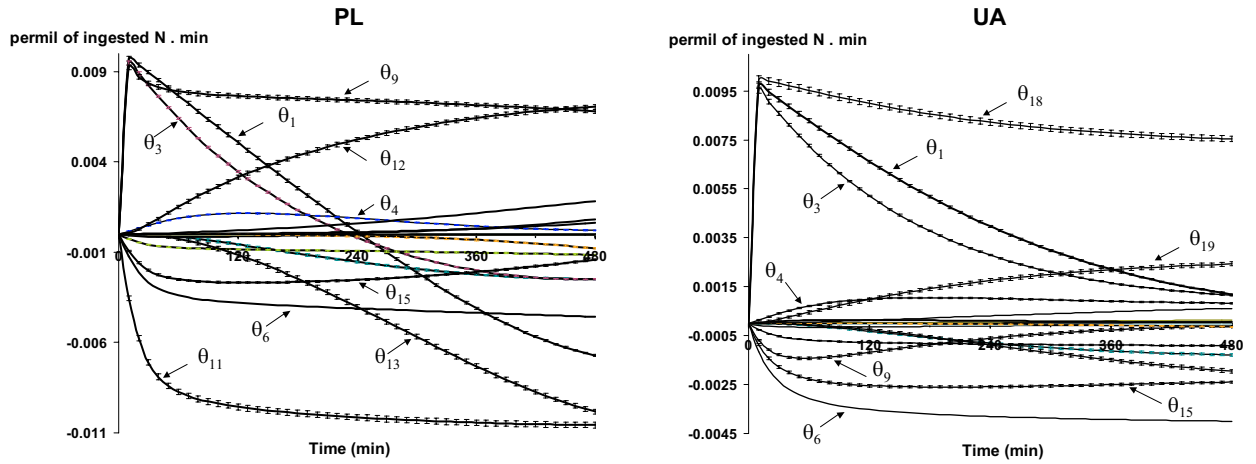 PL
permil of ingested N . min
0.009
0.004
-0.001
-0.006
-0.011
120
240
360
480
θ9
θ1
θ3
θ12
θ4
θ15
θ6
θ13
θ11
Time (min)
UA
permil of ingested N . min
0.0095
0.0075
0.0055
0.0035
0.0015
-0.0005
-0.0025
-0.0045
120
240
360
480
θ18
θ1
θ3
θ19
θ4
θ9
θ15
θ6
Time (min)